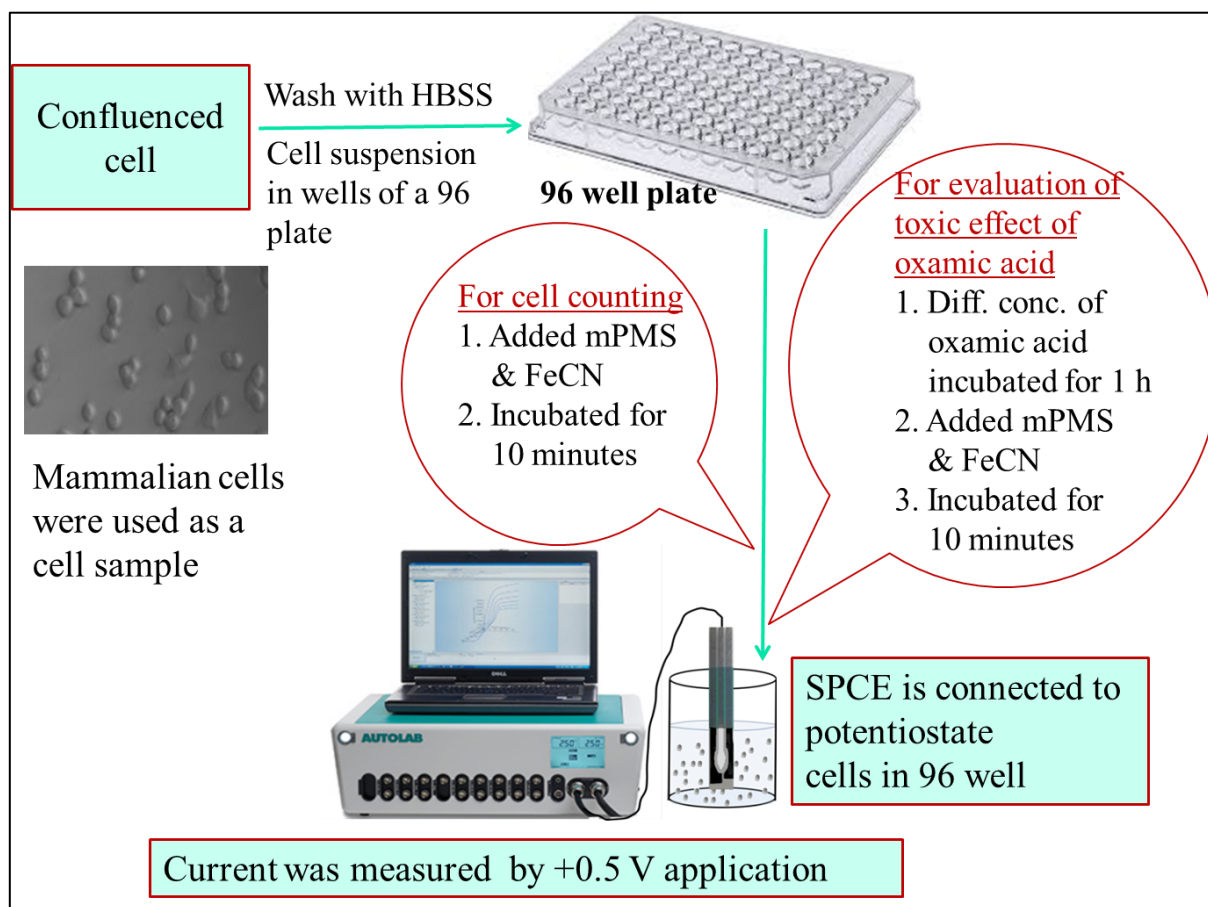 Confluenced
cell
Wash with HBSS
Cell suspension
in wells of a 96
plate
96 well plate
Mammalian cells
were used as a
cell sample
For cell counting
1. Added mPMS
& FeCN
2. Incubated for
10 minutes
For evaluation of
toxic effect of
oxamic acid
1. Diff. conc. of
oxamic acid
incubated for 1 h
2. Added mPMS
& FeCN
3. Incubated for
10 minutes
DELL
AUTOLAB
SPCE is connected to
potentiostate
cells in 96 well
Current was measured by +0.5 V application